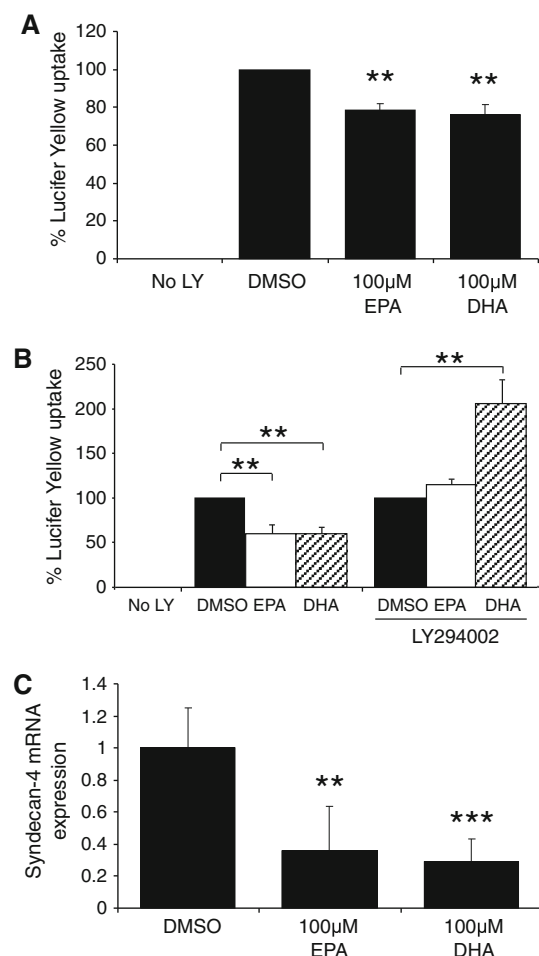 A
% Lucifer Yellow uptake
120
100
80
60
40
20
0
** **
No LY DMSO 100µM 100µM
EPA DHA
B
% Lucifer Yellow uptake
250
200
150
100
50
0
**
**
**
No LY DMSO EPA DHA DMSO EPA DHA
LY294002
C
Syndecan-4 mRNA
expression
1.4
1.2
1
0.8
0.6
0.4
0.2
0
**
***
DMSO 100µM 100µM
EPA DHA